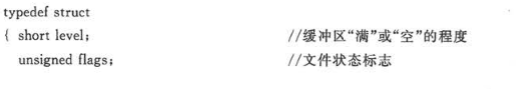 typedef struct
{ short level;	//缓冲区“满”或“空”的程度
unsigned flags;	//文件状态标志